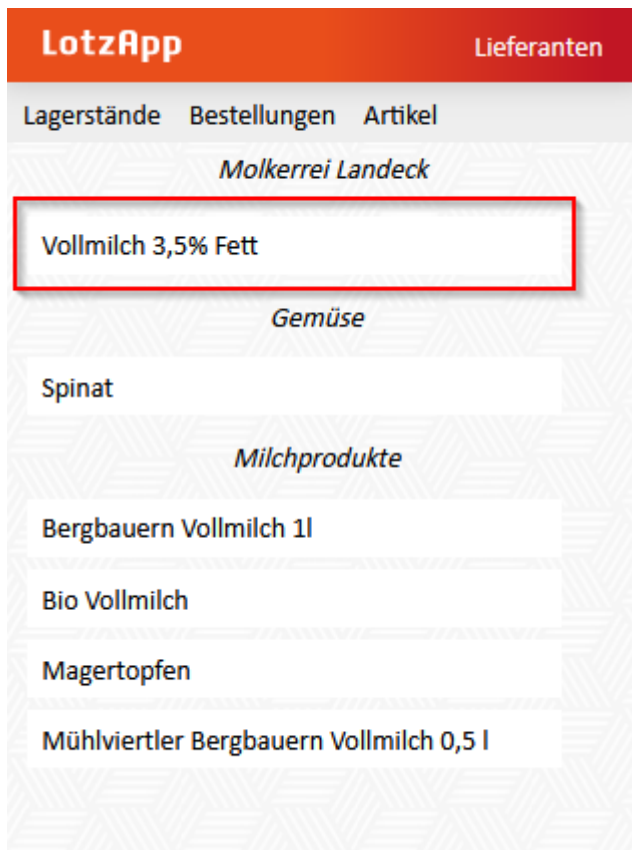 LotzApp
Lieferanten
Lagerstände Bestellungen Artikel
Molkerrei Landeck
Vollmilch 3,5% Fett
Gemüse
Spinat
Milchprodukte
Bergbauern Vollmilch 1l
Bio Vollmilch
Magertopfen
Mühlviertler Bergbauern Vollmilch 0,5 l